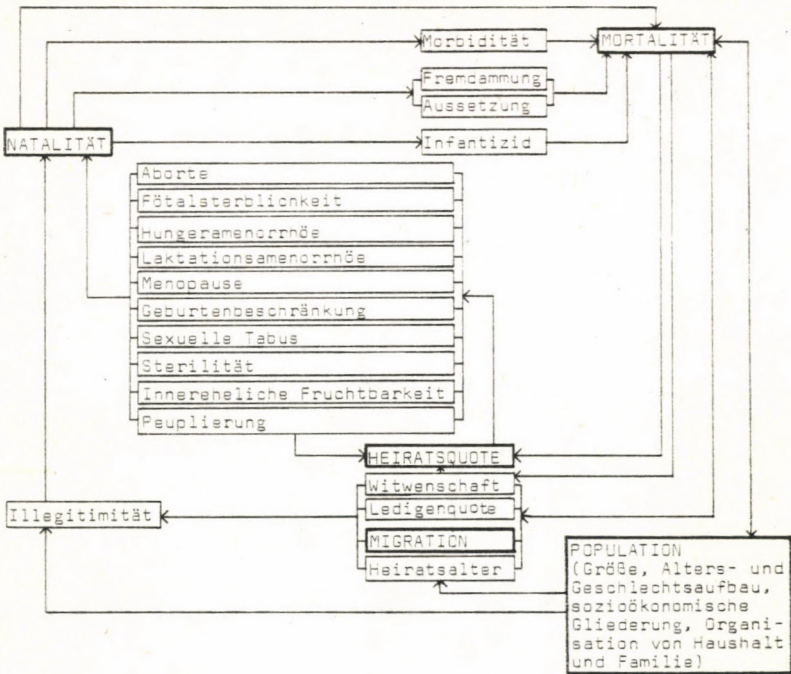 Morbidität
MORTALITÄT
Fremdammung
Aussetzung
NATALITÄT
Infantizid
Aborte
Fötalsterblichkeit
Hungeramenorrhöe
Laktationsamenorrhöe
Menopause
Geburtenbeschränkung
Sexuelle Tabus
Sterilität
Innereheliche Fruchtbarkeit
Peuplierung
HEIRATSQUOTE
Witwenschaft
Illegitimität
Ledigenquote
MIGRATION
Heiratsalter
POPULATION
(Größe, Alters- und
Geschlechtsaufbau,
sozioökonomische
Gliederung, Organi-
sation von Haushalt
und Familie)